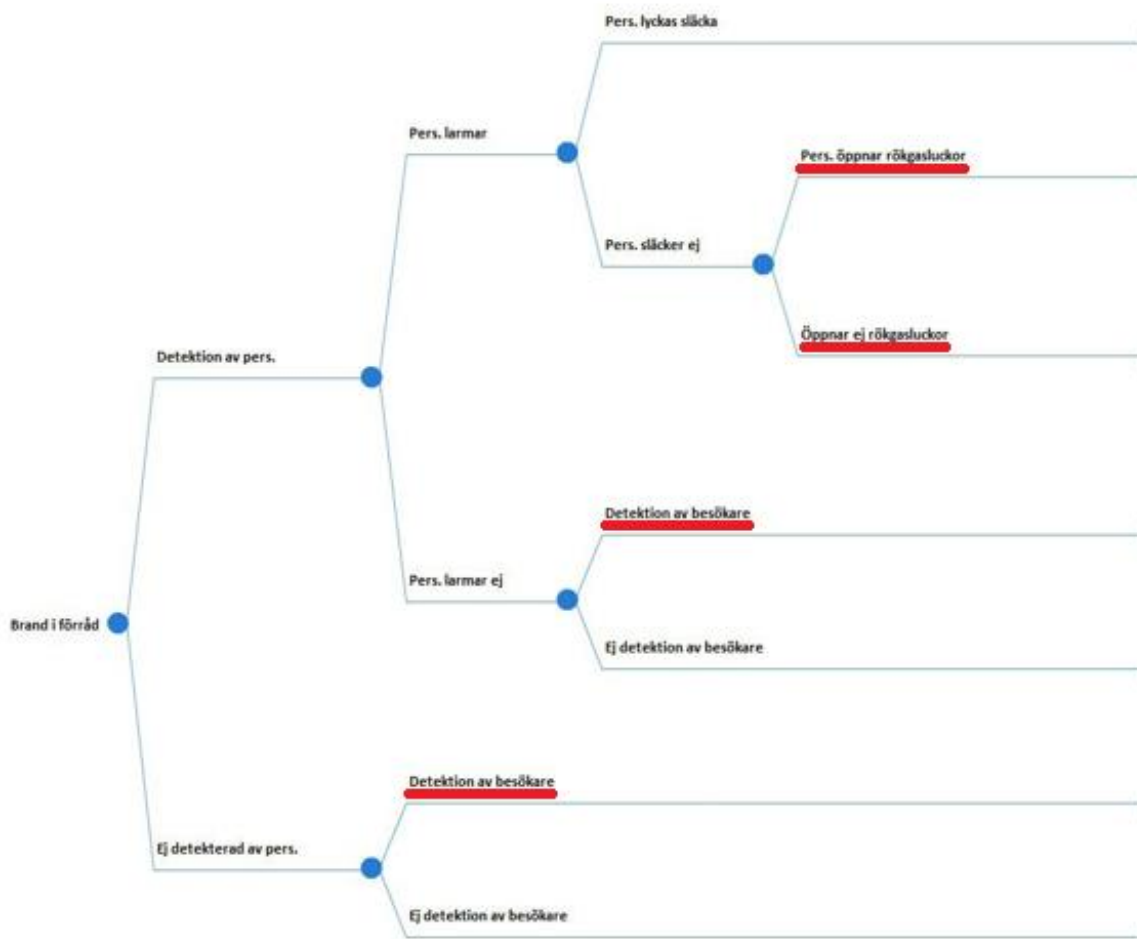 Pers. lyckas släcka
Pers. larmar
Pers. öppnar rökgasluckor
Pers. släcker ej
Öppnar ej rökgasluckor
Detektion av pers.
Detektion av besökare
Pers. larmar ej
Brand i förråd
Ej detektion av besökare
Detektion av besökare
Ej detekterad av pers.
Ej detektion av besökare